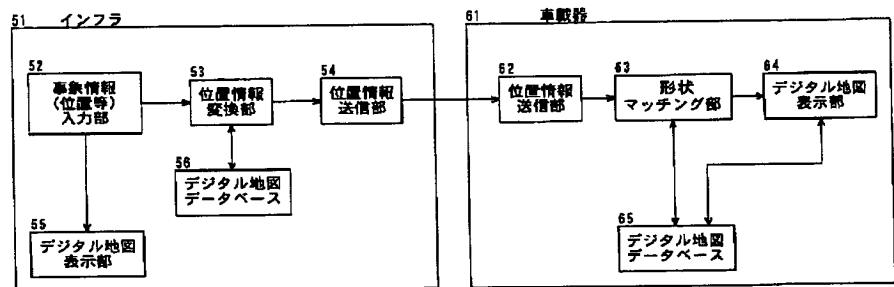 51 インフラ
52
事象情報
(位置等)
入力部
53
位置情報
変換部
54
位置情報
送信部
55
デジタル地図
表示部
56
デジタル地図
データベース
61 車載器
62
位置情報
送信部
63
形状
マッチング部
64
デジタル地図
表示部
65
デジタル地図
データベース